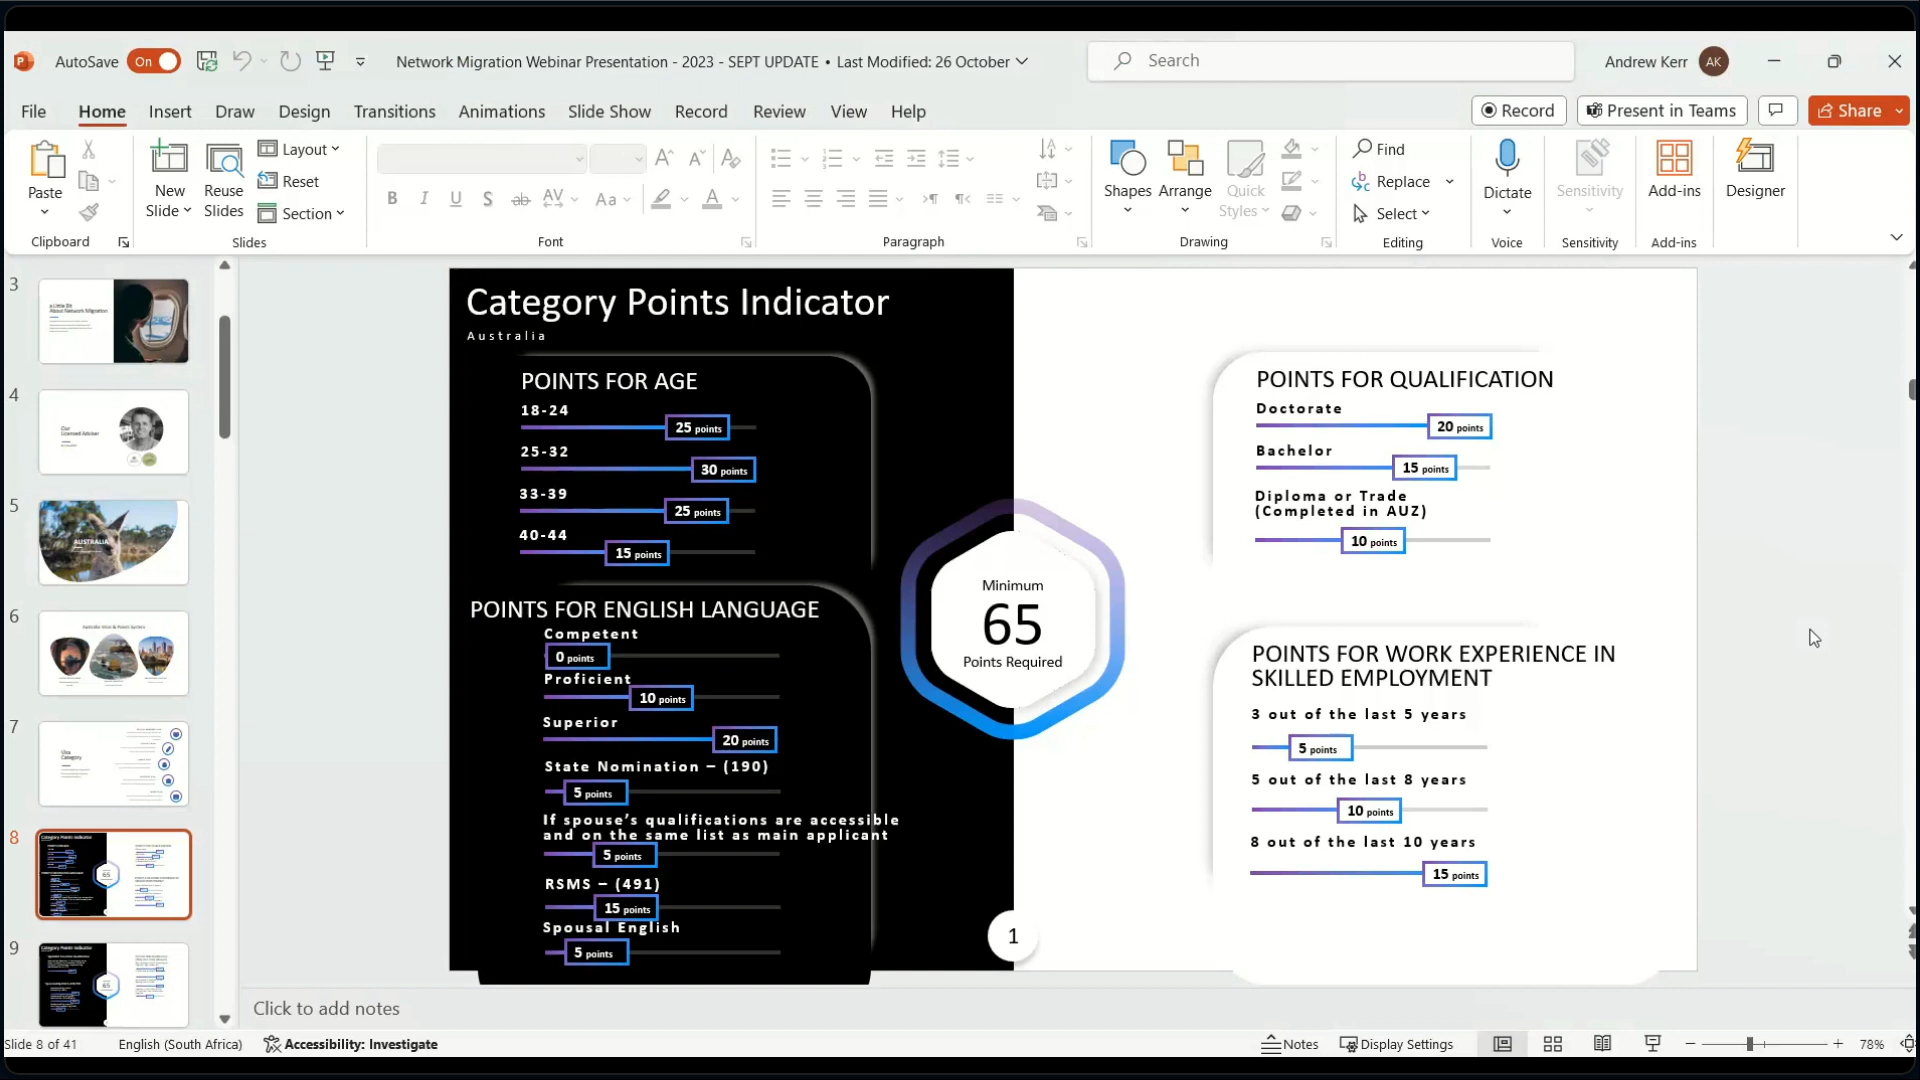 AutoSave On Network Migration Webinar Presentation - 2023 - SEPT UPDATE • Last Modified: 26 October Search Andrew Kerr AK
File Home Insert Draw Design Transitions Animations Slide Show Record Review View Help Record Present in Teams Share
Paste
New Slide
Reuse Slides
Layout
Reset
Section
Find
Replace
Select
Shapes
Arrange
Quick Styles
Dictate
Sensitivity
Add-ins
Designer
Clipboard Slides Font Paragraph Drawing Editing Voice Sensitivity Add-ins
3
4
5
AUSTRALIA
6
7
8
9
Category Points Indicator
Australia
POINTS FOR AGE
18-24
25 points
25-32
30 points
33-39
25 points
40-44
15 points
POINTS FOR ENGLISH LANGUAGE
Competent
0 points
Proficient
10 points
Superior
20 points
State Nomination – (190)
5 points
If spouse's qualifications are accessible
and on the same list as main applicant
5 points
RSMS – (491)
15 points
Spousal English
5 points
Minimum
65
Points Required
1
POINTS FOR QUALIFICATION
Doctorate
20 points
Bachelor
15 points
Diploma or Trade
(Completed in AUZ)
10 points
POINTS FOR WORK EXPERIENCE IN
SKILLED EMPLOYMENT
3 out of the last 5 years
5 points
5 out of the last 8 years
10 points
8 out of the last 10 years
15 points
Click to add notes
Slide 8 of 41 English (South Africa) Accessibility: Investigate Notes Display Settings 78%